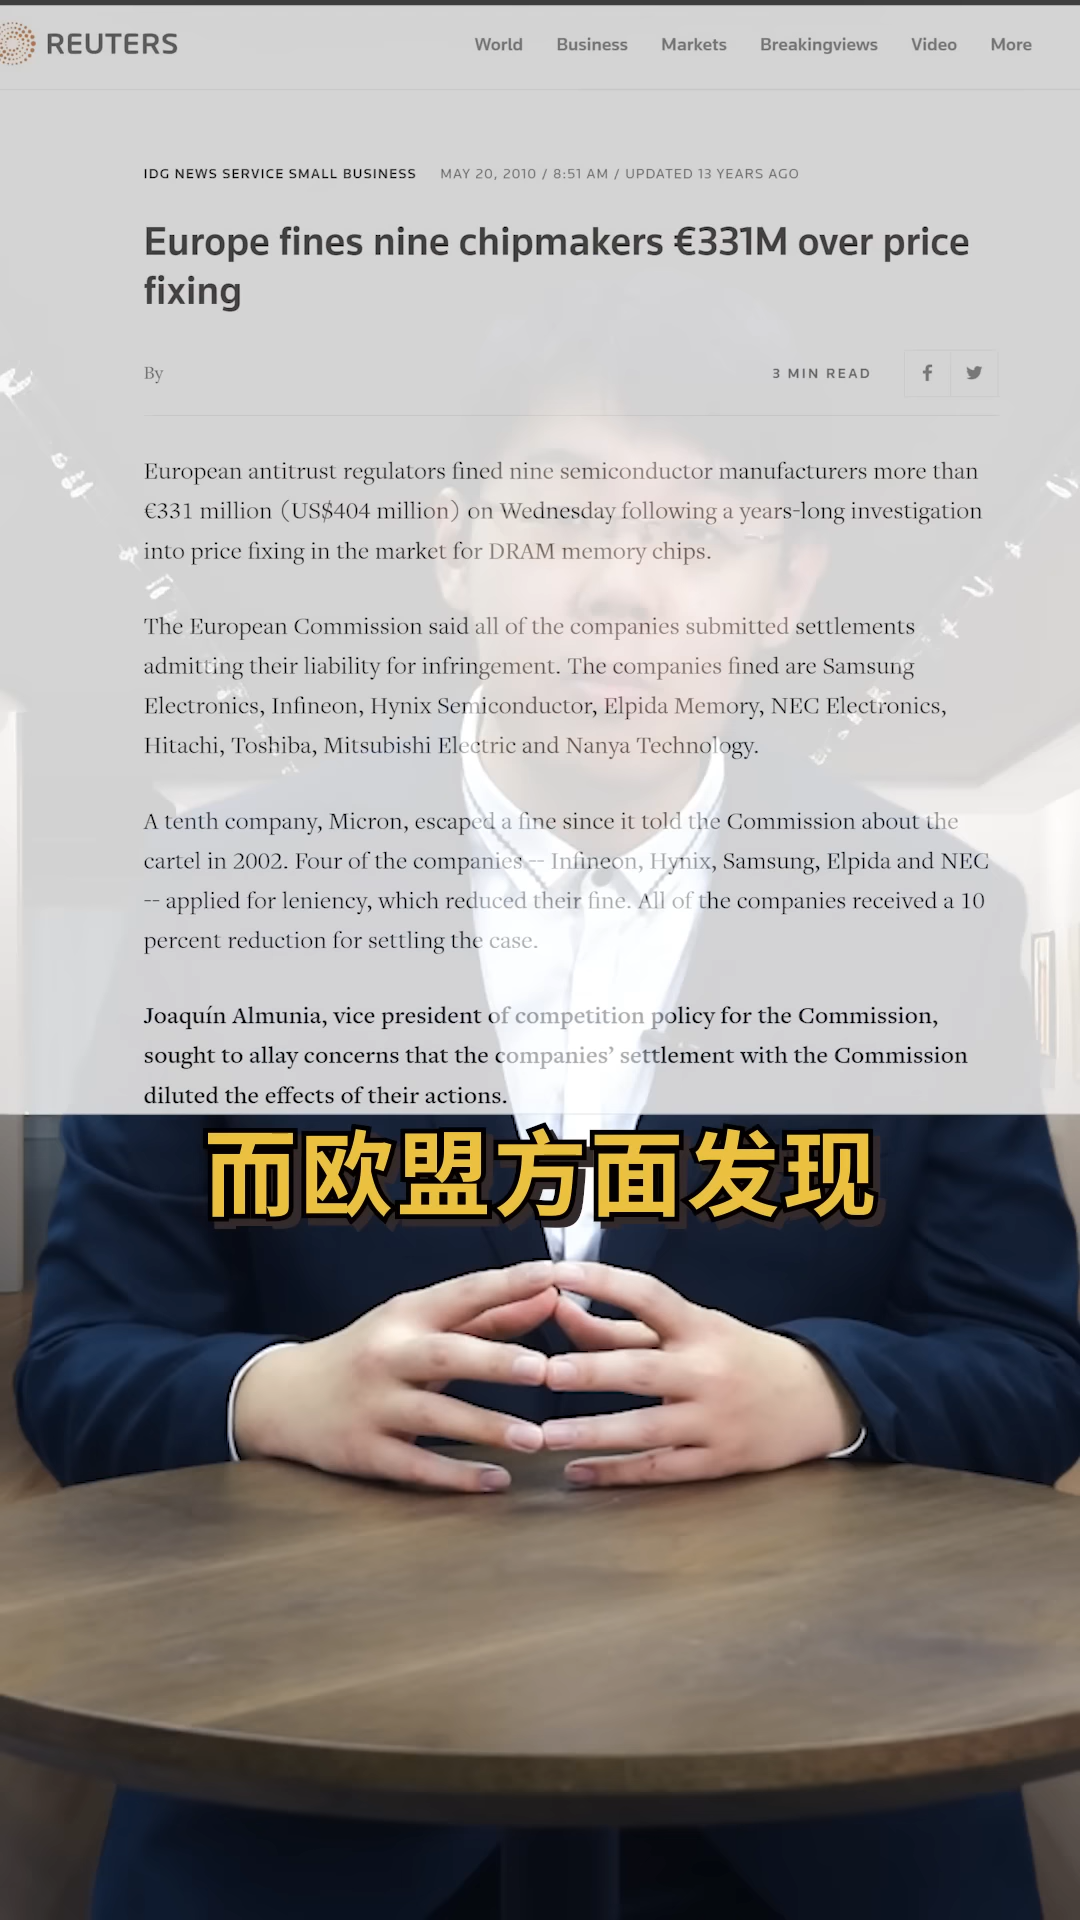 REUTERS
World Business Markets Breakingviews Video More
IDG NEWS SERVICE SMALL BUSINESS MAY 20, 2010 / 8:51 AM / UPDATED 13 YEARS AGO
Europe fines nine chipmakers €331M over price
fixing
By
3 MIN READ
European antitrust regulators fined nine semiconductor manufacturers more than
€331 million (US$404 million) on Wednesday following a years-long investigation
into price fixing in the market for DRAM memory chips.
The European Commission said all of the companies submitted settlements
admitting their liability for infringement. The companies fined are Samsung
Electronics, Infineon, Hynix Semiconductor, Elpida Memory, NEC Electronics,
Hitachi, Toshiba, Mitsubishi Electric and Nanya Technology.
A tenth company, Micron, escaped a fine since it told the Commission about the
cartel in 2002. Four of the companies -- Infineon, Hynix, Samsung, Elpida and NEC
-- applied for leniency, which reduced their fine. All of the companies received a 10
percent reduction for settling the case.
Joaquín Almunia, vice president of competition policy for the Commission,
sought to allay concerns that the companies’ settlement with the Commission
diluted the effects of their actions.
而欧盟方面发现